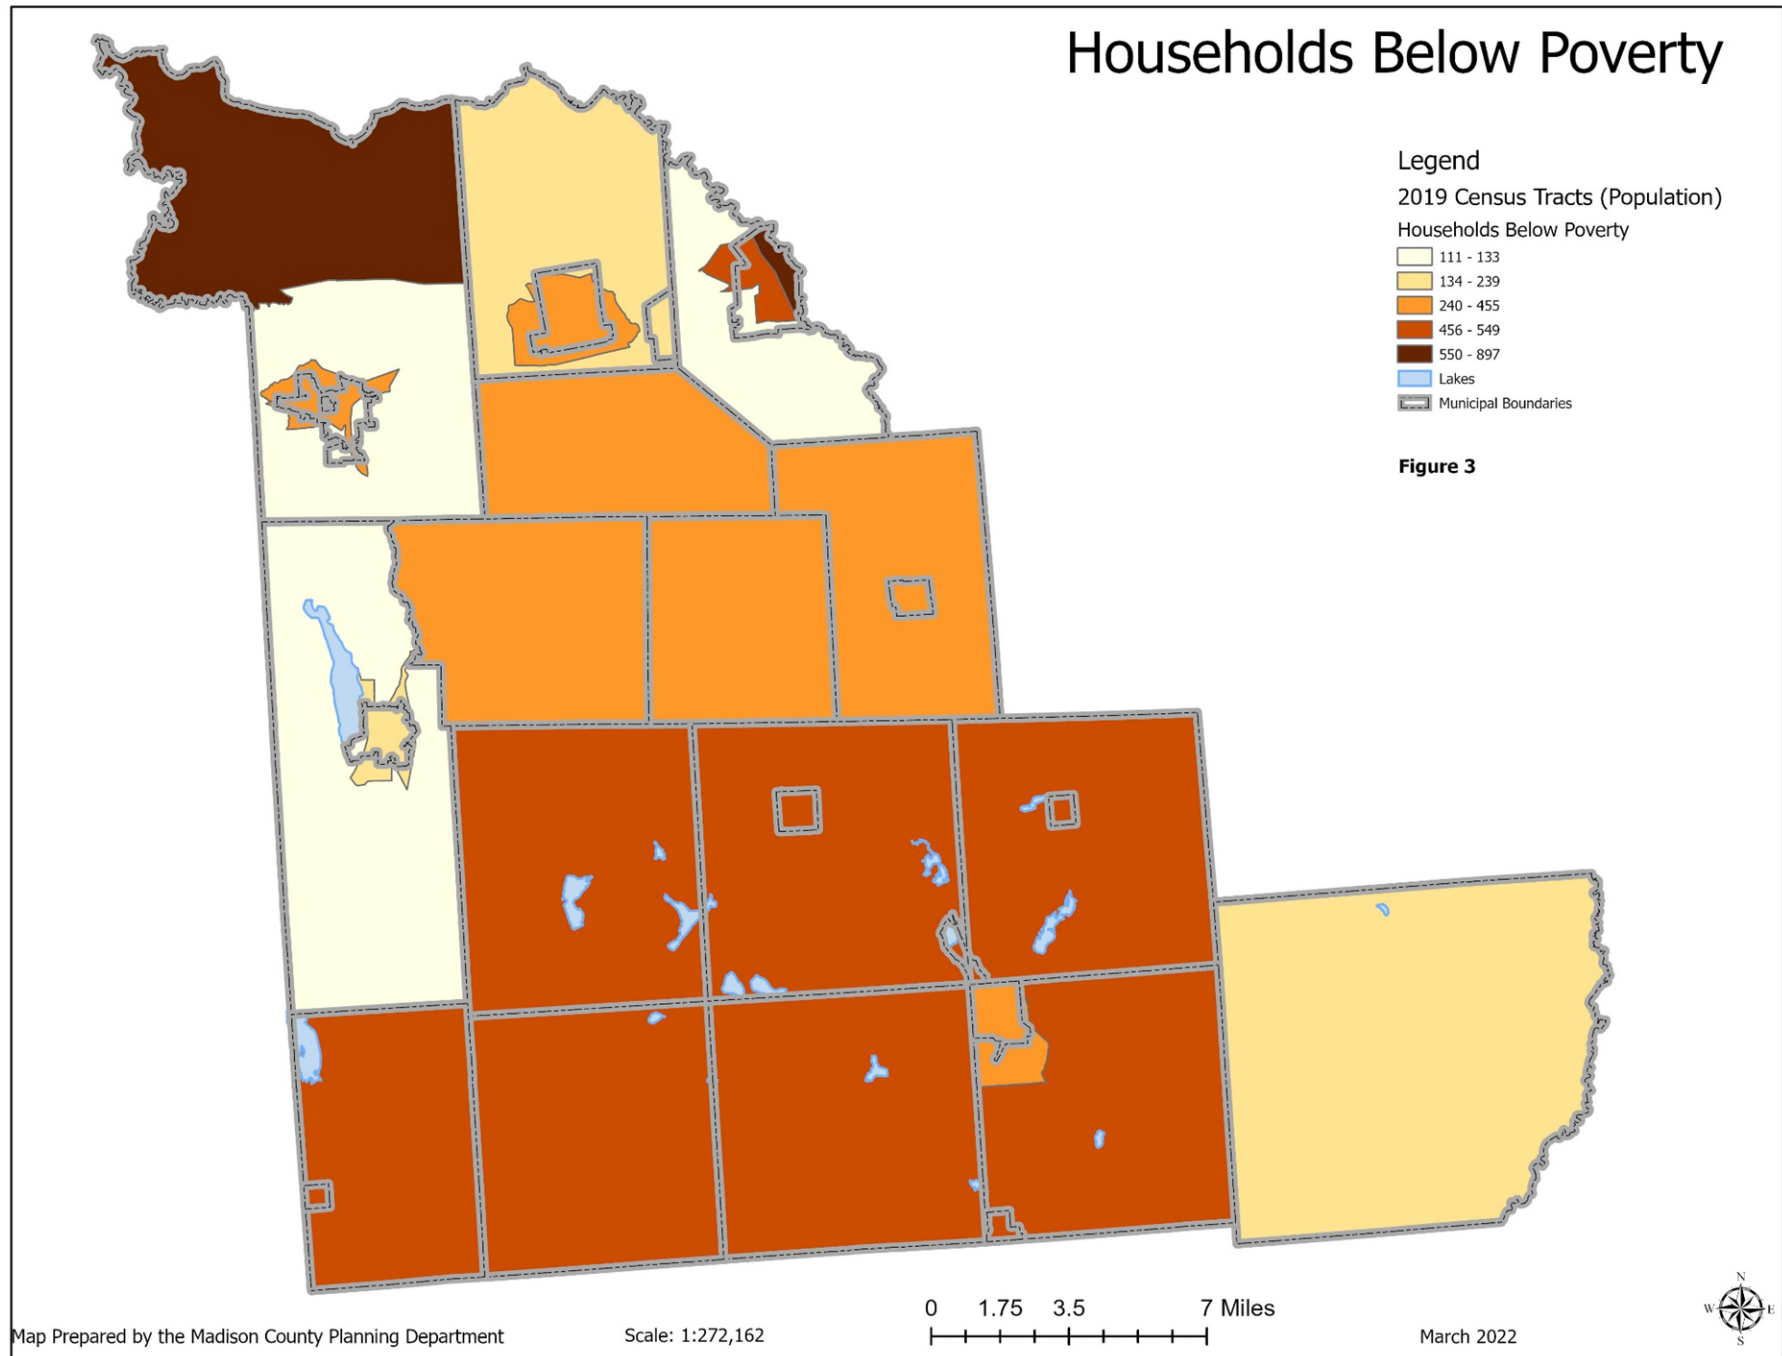 Households Below Poverty
Legend
2019 Census Tracts (Population)
Households Below Poverty
111 - 133
134 - 239
240 - 455
456 - 549
550 - 897
Lakes
Municipal Boundaries
Figure 3
0 1.75 3.5 7 Miles
N
W E
S
Map Prepared by the Madison County Planning Department
Scale: 1:272,162
March 2022